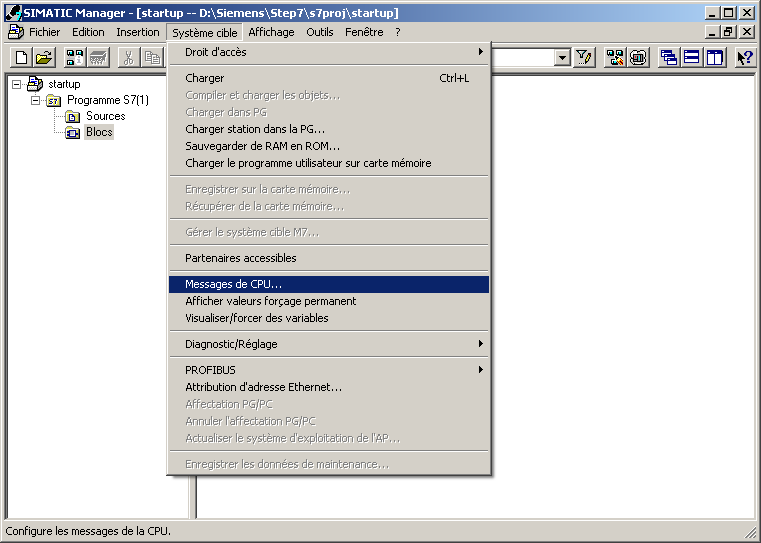 SIMATIC Manager - [startup -- D:\Siemens\Step7\s7proj\startup]
Fichier Edition Insertion Système cible Affichage Outils Fenêtre ?
startup
Programme S7(1)
Sources
Blocs
Droit d'accès
Charger Ctrl+L
Compiler et charger les objets...
Charger dans PG
Charger station dans la PG...
Sauvegarder de RAM en ROM...
Charger le programme utilisateur sur carte mémoire
Enregistrer sur la carte mémoire...
Récupérer de la carte mémoire...
Gérer le système cible M7...
Partenaires accessibles
Messages de CPU...
Afficher valeurs forçage permanent
Visualiser/forcer des variables
Diagnostic/Réglage
PROFIBUS
Attribution d'adresse Ethernet...
Affectation PG/PC
Annuler l'affectation PG/PC
Actualiser le système d'exploitation de l'AP...
Enregistrer les données de maintenance...
Configure les messages de la CPU.